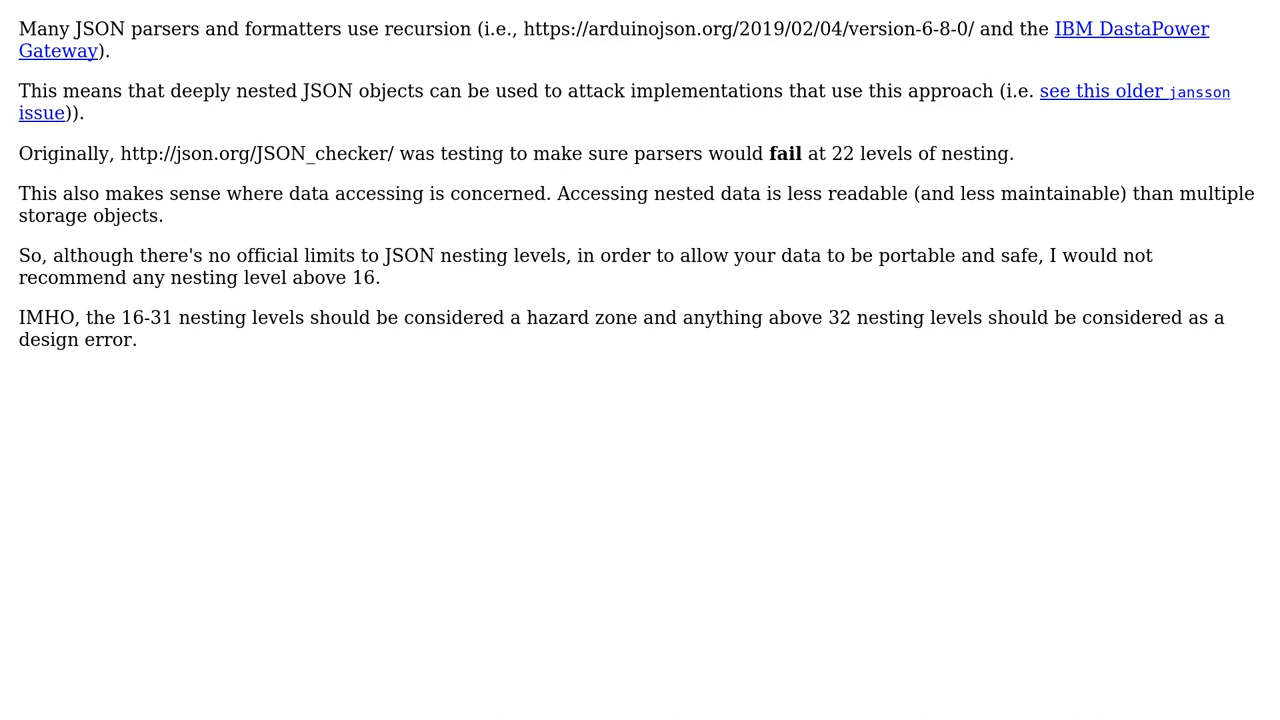 Many JSON parsers and formatters use recursion (i.e., https://arduinojson.org/2019/02/04/version-6-8-0/ and the IBM DastaPower
Gateway).
This means that deeply nested JSON objects can be used to attack implementations that use this approach (i.e. see this older jansson
issue)).
Originally, http://json.org/JSON_checker/ was testing to make sure parsers would fail at 22 levels of nesting.
This also makes sense where data accessing is concerned. Accessing nested data is less readable (and less maintainable) than multiple
storage objects.
So, although there's no official limits to JSON nesting levels, in order to allow your data to be portable and safe, I would not
recommend any nesting level above 16.
IMHO, the 16-31 nesting levels should be considered a hazard zone and anything above 32 nesting levels should be considered as a
design error.